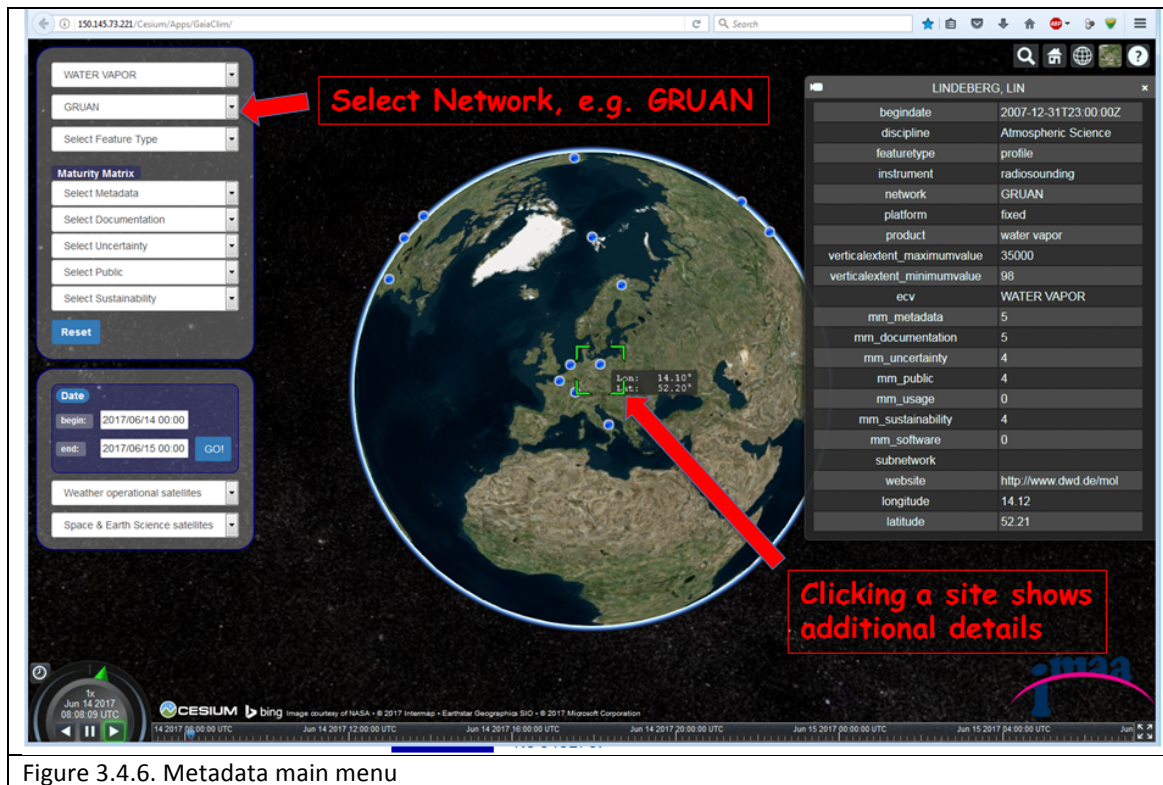 150.145.73.221/Cesium/Apps/GaiaClim/
Search
ABP
WATER VAPOR
GRUAN
Select Feature Type
Maturity Matrix
Select Metadata
Select Documentation
Select Uncertainty
Select Public
Select Sustainability
Reset
Date
begin: 2017/06/14 00:00
end: 2017/06/15 00:00 GO!
Weather operational satellites
Space & Earth Science satellites
Select Network, e.g. GRUAN
Lon: 14.10°
Lat: 52.20°
LINDEBERG, LIN ×
begindate 2007-12-31T23:00:00Z
discipline Atmospheric Science
featuretype profile
instrument radiosounding
network GRUAN
platform fixed
product water vapor
verticalextent_maximumvalue 35000
verticalextent_minimumvalue 98
ecv WATER VAPOR
mm_metadata 5
mm_documentation 5
mm_uncertainty 4
mm_public 4
mm_usage 0
mm_sustainability 4
mm_software 0
subnetwork
website http://www.dwd.de/mol
longitude 14.12
latitude 52.21
Clicking a site shows
additional details
imaa
1x
Jun 14 2017
08:08:09 UTC
CESIUM bing Image courtesy of NASA • © 2017 Intermap • Earthstar Geographics SIO • © 2017 Microsoft Corporation
14 2017 08:00:00 UTC Jun 14 2017 12:00:00 UTC Jun 14 2017 16:00:00 UTC Jun 14 2017 20:00:00 UTC Jun 15 2017 00:00:00 UTC Jun 15 2017 04:00:00 UTC Jun
Figure 3.4.6. Metadata main menu